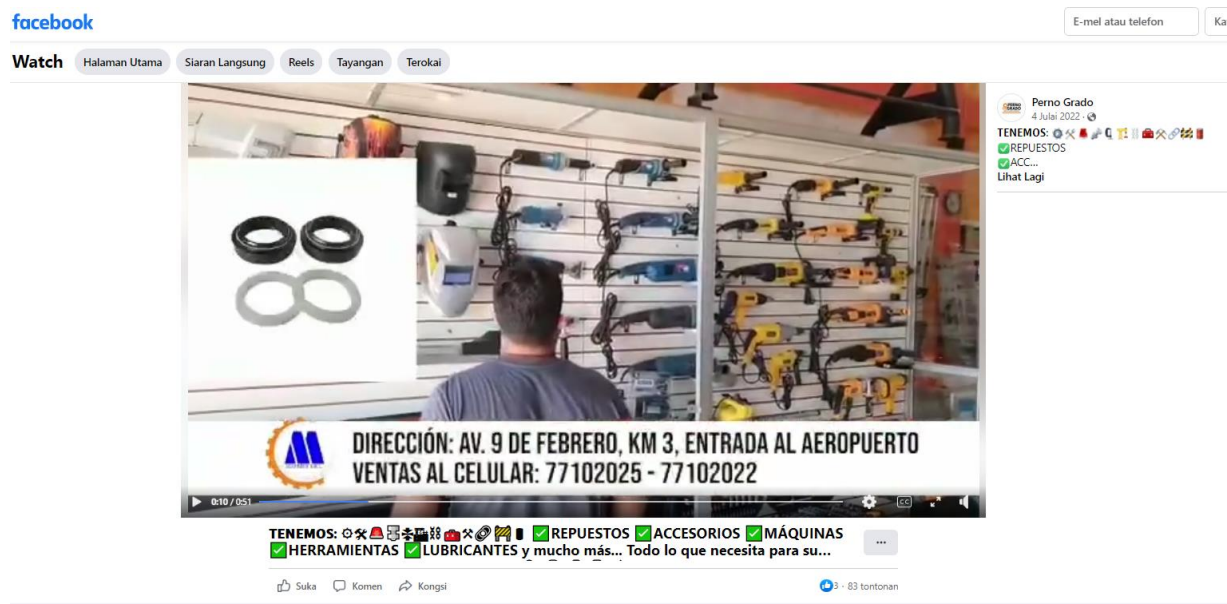 facebook
E-mel atau telefon
Ka
Watch
Halaman Utama
Siaran Langsung
Reels
Tayangan
Terokai
Perno Grado
4 Julai 2022 ·
TENEMOS:
✅REPUESTOS
✅ACC...
Lihat Lagi
DIRECCIÓN: AV. 9 DE FEBRERO, KM 3, ENTRADA AL AEROPUERTO
VENTAS AL CELULAR: 77102025 - 77102022
0:10 / 0:51
CC
TENEMOS: ✅REPUESTOS ✅ACCESORIOS ✅MÁQUINAS
✅HERRAMIENTAS ✅LUBRICANTES y mucho más... Todo lo que necesita para su...
Suka
Komen
Kongsi
3 · 83 tontonan